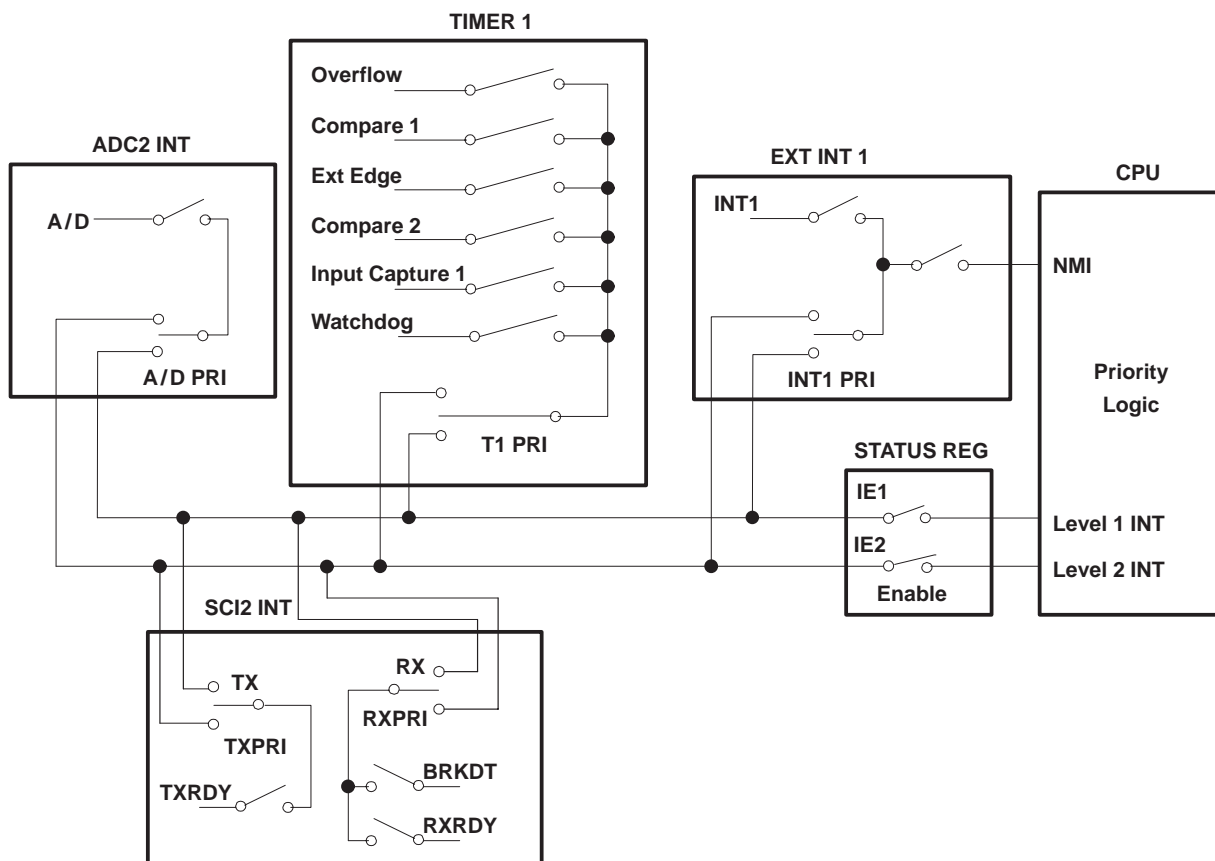 TIMER 1
Overflow
Compare 1
Ext Edge
Compare 2
Input Capture 1
Watchdog
T1 PRI
ADC2 INT
A/D
A/D PRI
EXT INT 1
INT1
INT1 PRI
CPU
NMI
Priority
Logic
Level 1 INT
Level 2 INT
STATUS REG
IE1
IE2
Enable
SCI2 INT
TX
TXPRI
TXRDY
RX
RXPRI
BRKDT
RXRDY